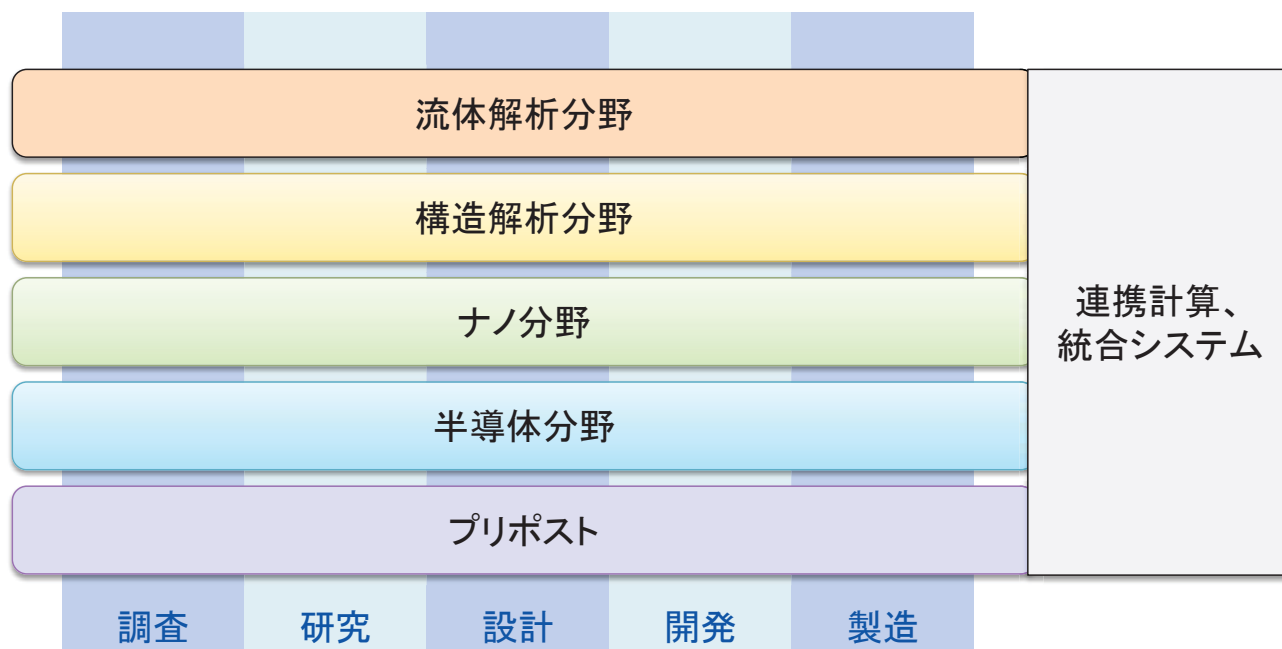 流体解析分野
構造解析分野
ナノ分野
半導体分野
プリポスト
連携計算、
統合システム
調査
研究
設計
開発
製造